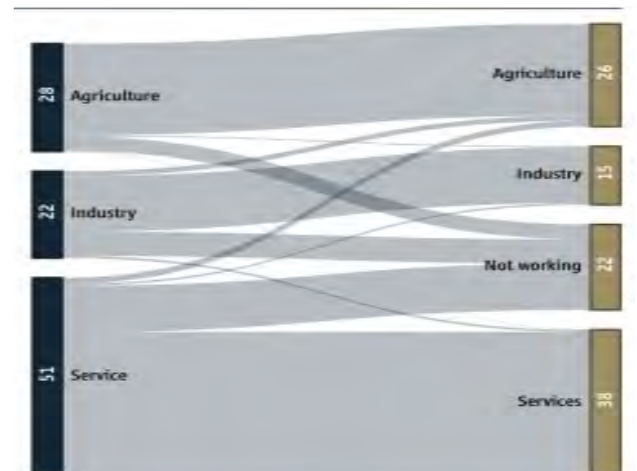 28 Agriculture
22 Industry
51 Service
Agriculture 26
Industry 15
Not working 22
Services 38